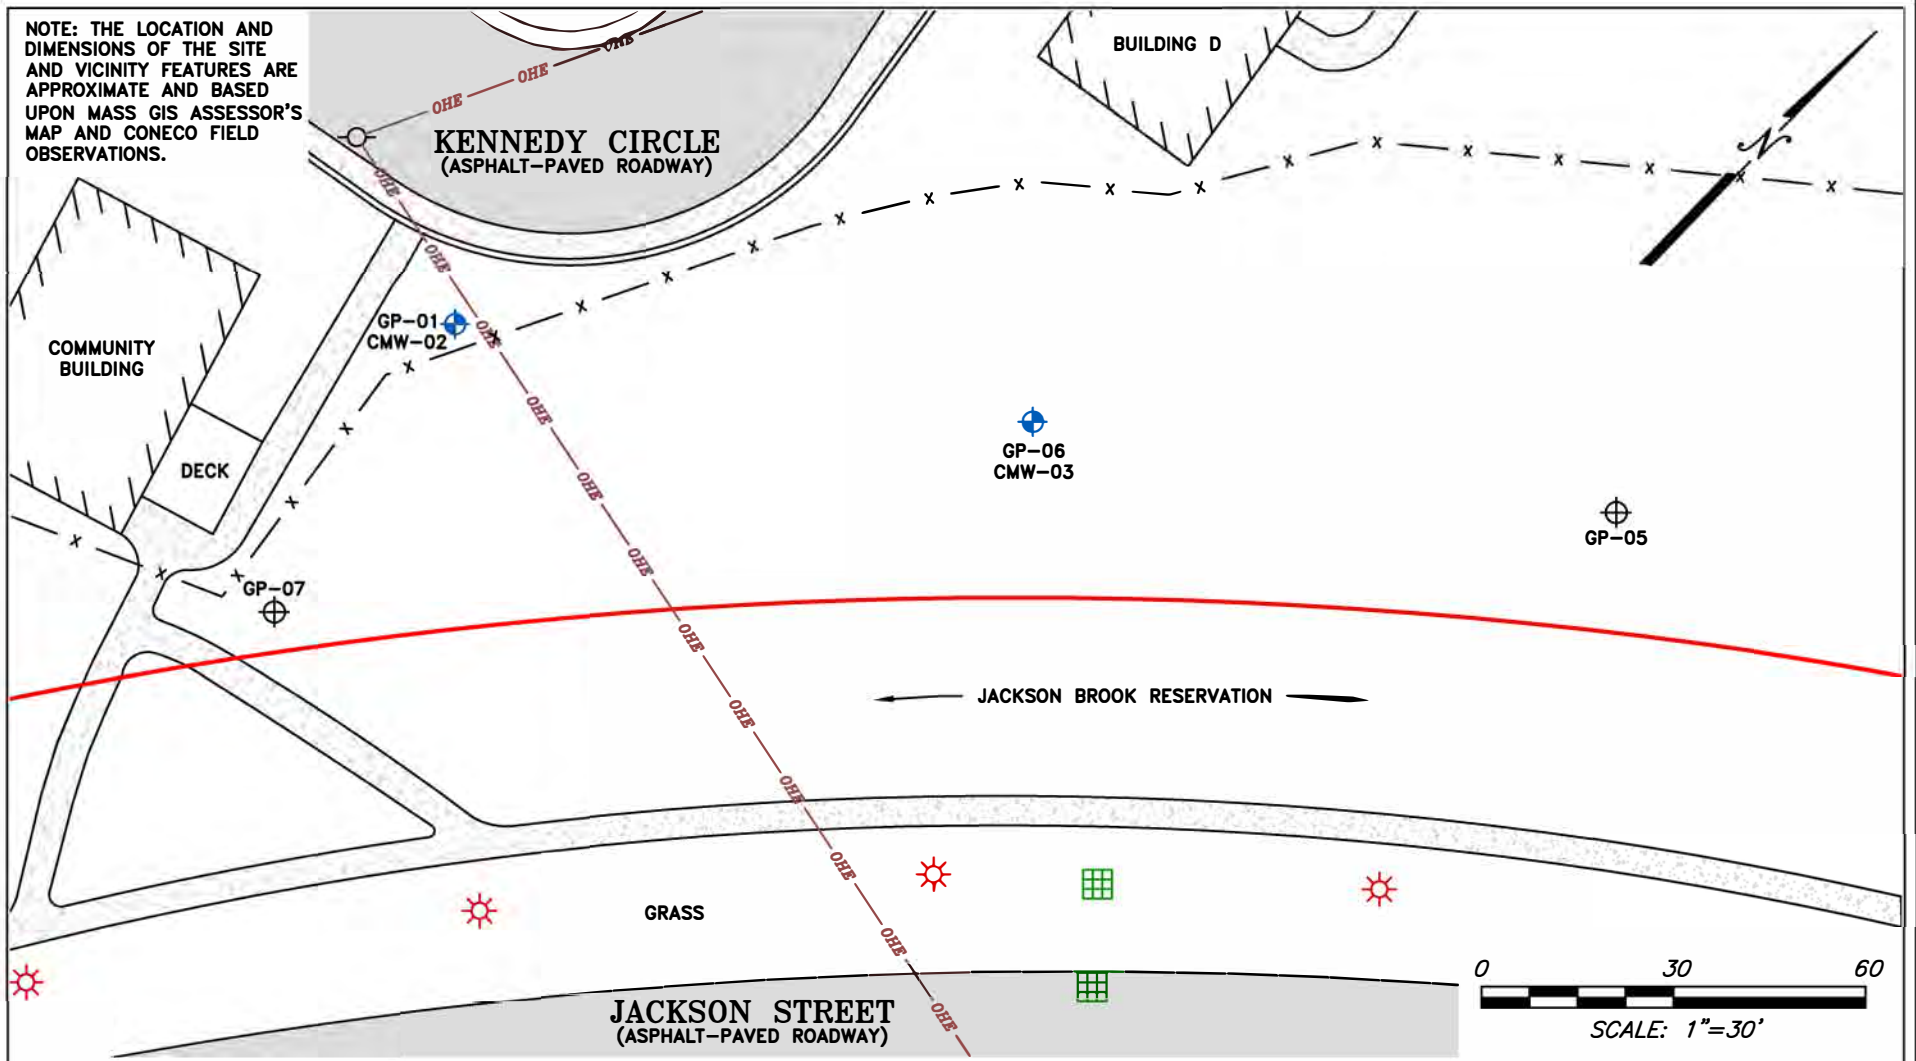 NOTE: THE LOCATION AND
DIMENSIONS OF THE SITE
AND VICINITY FEATURES ARE
APPROXIMATE AND BASED
UPON MASS GIS ASSESSOR'S
MAP AND CONECO FIELD
OBSERVATIONS.
OHE
OHE
OHE
KENNEDY CIRCLE
(ASPHALT-PAVED ROADWAY)
BUILDING D
N
x x x x x x x x x x x x x x x x x x x x x x x
OHE
OHE
OHE
OHE
OHE
OHE
OHE
OHE
OHE
OHE
OHE
OHE
GP-01
CMW-02
COMMUNITY
BUILDING
DECK
GP-06
CMW-03
GP-05
GP-07
JACKSON BROOK RESERVATION
GRASS
JACKSON STREET
(ASPHALT-PAVED ROADWAY)
0 30 60
SCALE: 1"=30'